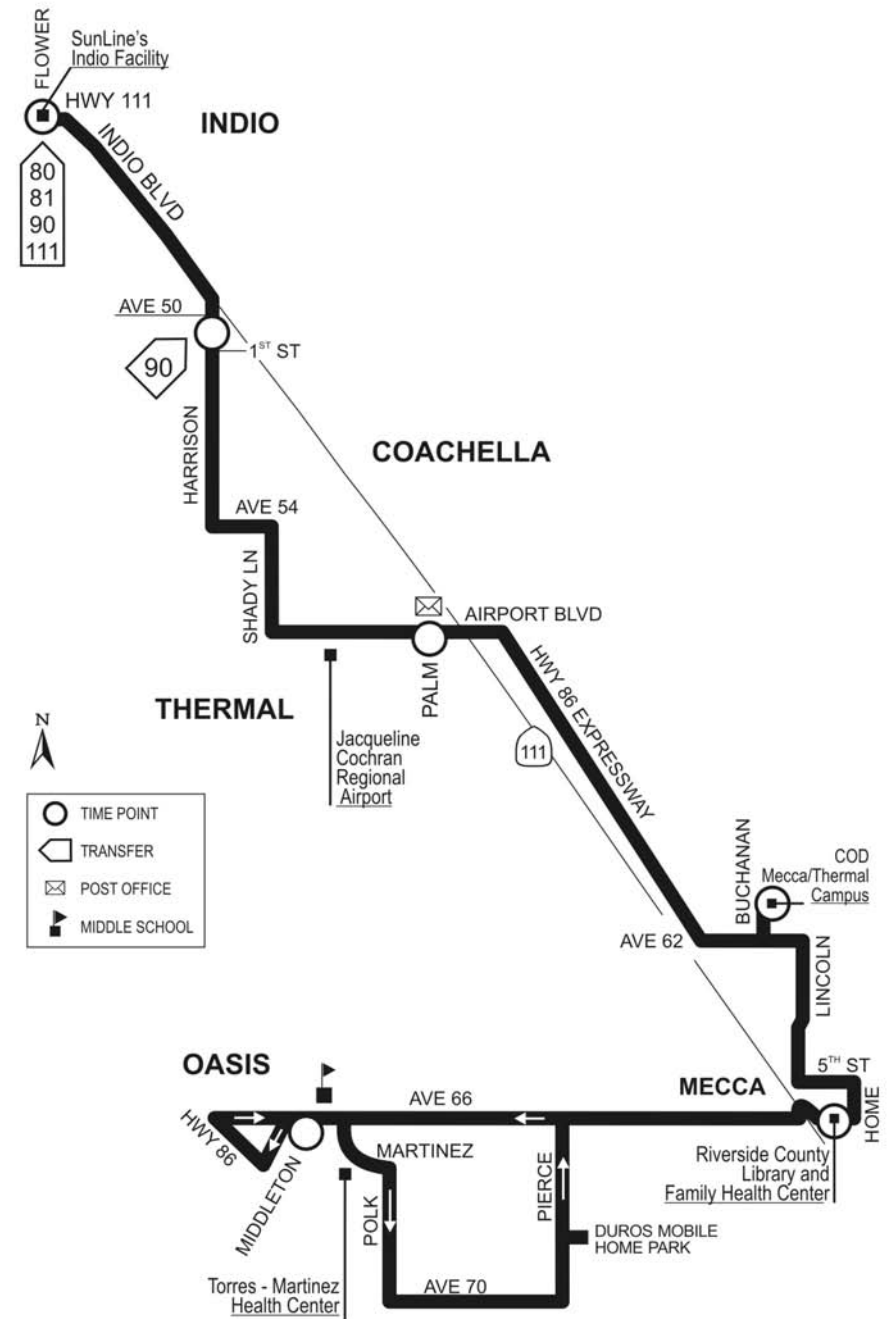 FLOWER
SunLine's
Indio Facility
HWY 111
INDIO
INDIO BLVD
80
81
90
111
AVE 50
1ST ST
90
HARRISON
COACHELLA
AVE 54
SHADY LN
AIRPORT BLVD
PALM
HWY 86 EXPRESSWAY
THERMAL
111
Jacqueline
Cochran
Regional
Airport
N
TIME POINT
TRANSFER
POST OFFICE
MIDDLE SCHOOL
BUCHANAN
COD
Mecca/Thermal
Campus
AVE 62
LINCOLN
OASIS
5TH ST
MECCA
AVE 66
HOME
HWY 86
MARTINEZ
MIDDLETON
Riverside County
Library and
Family Health Center
POLK
PIERCE
DUROS MOBILE
HOME PARK
Torres - Martinez
Health Center
AVE 70